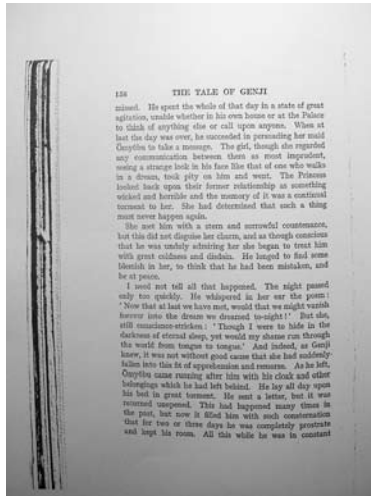 158 THE TALE OF GENJI
missed. He spent the whole of that day in a state of great
agitation, unable whether in his own house or at the Palace
to think of anything else or call upon anyone. When at
last the day was over, he succeeded in persuading her maid
Ōmyōbu to take a message. The girl, though she regarded
any communication between them as most imprudent,
seeing a strange look in his face like that of one who walks
in a dream, took pity on him and went. The Princess
looked back upon their former relationship as something
wicked and horrible and the memory of it was a continual
torment to her. She had determined that such a thing
must never happen again.
She met him with a stern and sorrowful countenance,
but this did not disguise her charm, and as though conscious
that he was unduly admiring her she began to treat him
with great coldness and disdain. He longed to find some
blemish in her, to think that he had been mistaken, and
be at peace.
I need not tell all that happened. The night passed
only too quickly. He whispered in her ear the poem :
‘ Now that at last we have met, would that we might vanish
forever into the dream we dreamed to-night ! ’ But she,
still conscience-stricken : ‘ Though I were to hide in the
darkness of eternal sleep, yet would my shame run through
the world from tongue to tongue.’ And indeed, as Genji
knew, it was not without good cause that she had suddenly
fallen into this fit of apprehension and remorse. As he left,
Ōmyōbu came running after him with his cloak and other
belongings which he had left behind. He lay all day upon
his bed in great torment. He sent a letter, but it was
returned unopened. This had happened many times in
the past, but now it filled him with such consternation
that for two or three days he was completely prostrate
and kept his room. All this while he was in constant